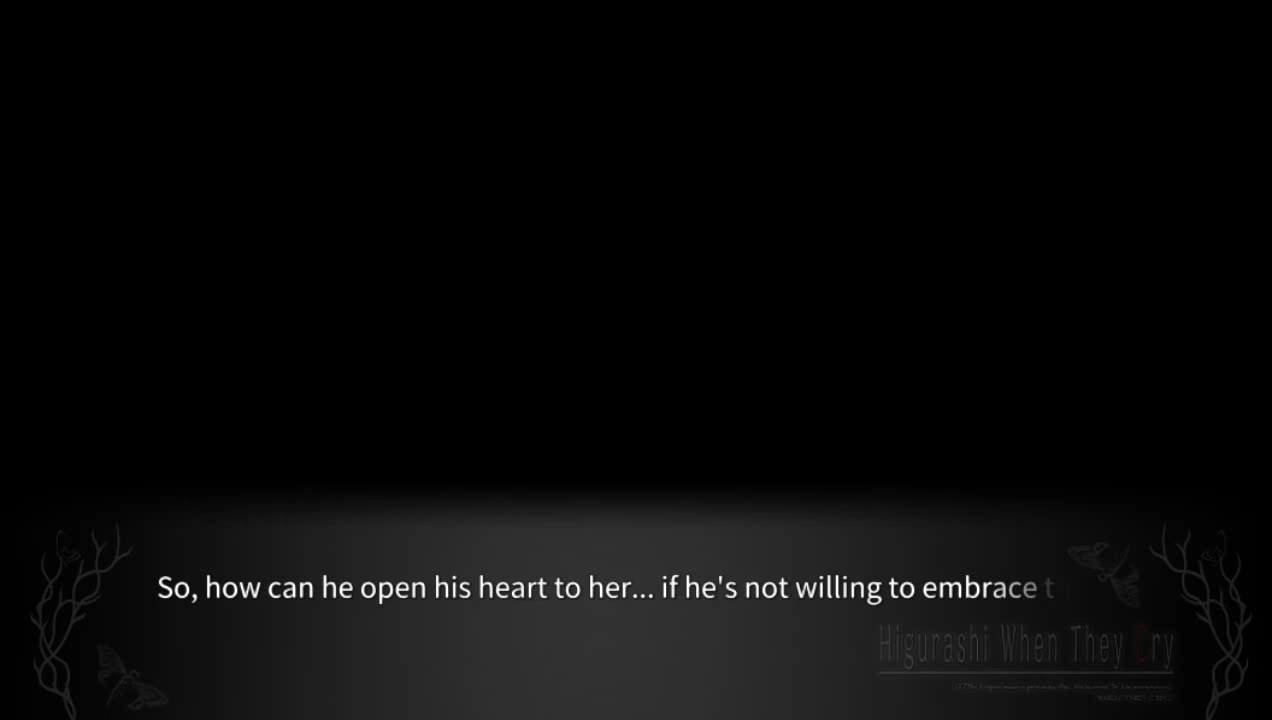 So, how can he open his heart to her... if he's not willing to embrace t
Higurashi When They Cry